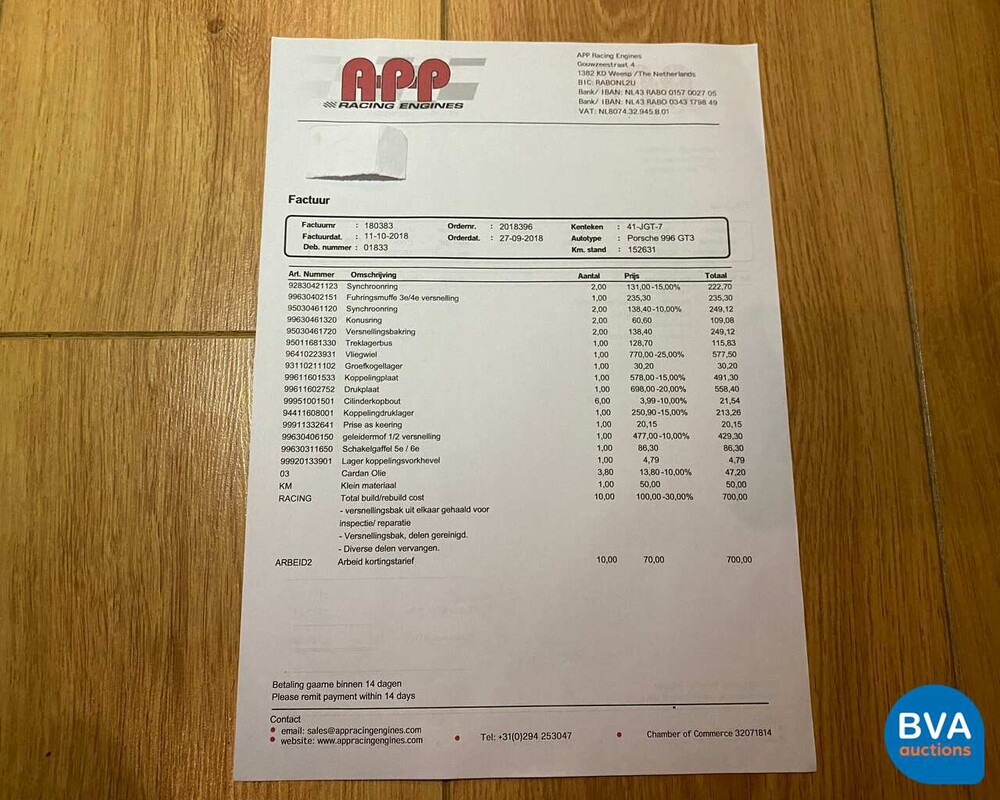 APP
RACING ENGINES
APP Racing Engines
Gouwzeestraat 4
1382 KD Weesp /The Netherlands
BIC: RABONL2U
Bank/ IBAN: NL43 RABO 0157 0027 05
Bank/ IBAN: NL43 RABO 0343 1798 49
VAT: NL8074.32.945.B.01
Factuur
Factuurnr : 180383 Ordernr. : 2018396 Kenteken : 41-JGT-7
Factuurdat. : 11-10-2018 Orderdat. : 27-09-2018 Autotype : Porsche 996 GT3
Deb. nummer : 01833 Km. stand : 152631
Art. Nummer Omschrijving Aantal Prijs Totaal
92830421123 Synchroonring 2,00 131,00-15,00% 222,70
99630402151 Fuhringsmuffe 3e/4e versnelling 1,00 235,30 235,30
95030461120 Synchroonring 2,00 138,40-10,00% 249,12
99630461320 Konusring 2,00 60,60 109,08
95030461720 Versnellingsbakring 2,00 138,40 249,12
95011681330 Treklagerbus 1,00 128,70 115,83
96410223931 Vliegwiel 1,00 770,00-25,00% 577,50
93110211102 Groefkogellager 1,00 30,20 30,20
99611601533 Koppelingplaat 1,00 578,00-15,00% 491,30
99611602752 Drukplaat 1,00 698,00-20,00% 558,40
99951001501 Cilinderkopbout 6,00 3,99-10,00% 21,54
94411608001 Koppelingdruklager 1,00 250,90-15,00% 213,26
99911332641 Prise as keering 1,00 20,15 20,15
99630406150 geleidermof 1/2 versnelling 1,00 477,00-10,00% 429,30
99630311650 Schakelgaffel 5e / 6e 1,00 86,30 86,30
99920133901 Lager koppelingsvorkhevel 1,00 4,79 4,79
03 Cardan Olie 3,80 13,80-10,00% 47,20
KM Klein materiaal 1,00 50,00 50,00
RACING Total build/rebuild cost 10,00 100,00-30,00% 700,00
- versnellingsbak uit elkaar gehaald voor
inspectie/ reparatie
- Versnellingsbak, delen gereinigd.
- Diverse delen vervangen.
ARBEID2 Arbeid kortingstarief 10,00 70,00 700,00
Betaling gaarne binnen 14 dagen
Please remit payment within 14 days
Contact
email: sales@appracingengines.com
website: www.appracingengines.com
Tel: +31(0)294 253047
Chamber of Commerce 32071814
BVA
auctions